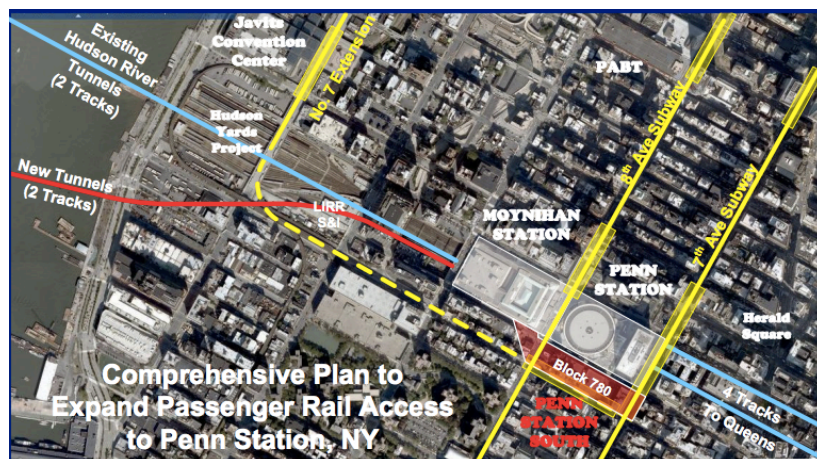 Existing
Hudson River
Tunnels
(2 Tracks)
Javits
Convention
Center
No. 7 Extension
PABT
Hudson
Yards
Project
8th Ave Subway
New Tunnels
(2 Tracks)
LIRR
S&I
MOYNIHAN
STATION
7th Ave Subway
PENN
STATION
Herald
Square
Block 780
4 Tracks
To Queens
PENN
STATION
SOUTH
Comprehensive Plan to
Expand Passenger Rail Access
to Penn Station, NY